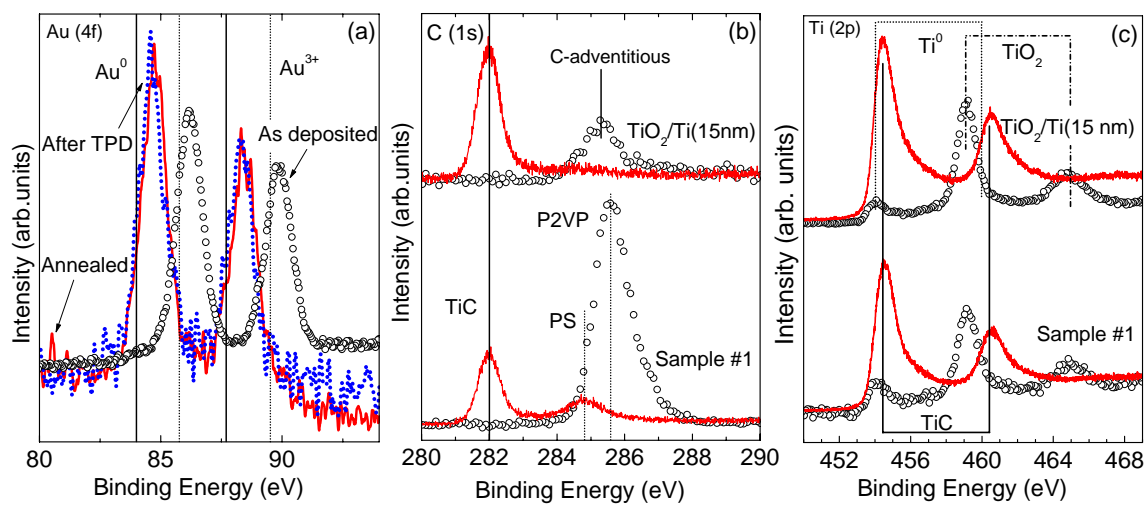 Au (4f)
(a)
Au0
Au3+
After TPD
As deposited
Annealed
Intensity (arb.units)
80 85 90
Binding Energy (eV)
C (1s)
(b)
C-adventitious
TiO2/Ti(15nm)
P2VP
TiC
PS
Sample #1
Intensity (arb.units)
280 282 284 286 288 290
Binding Energy (eV)
Ti (2p)
(c)
Ti0
TiO2
TiO2/Ti(15 nm)
Sample #1
TiC
Intensity (arb. units)
452 456 460 464 468
Binding Energy (eV)